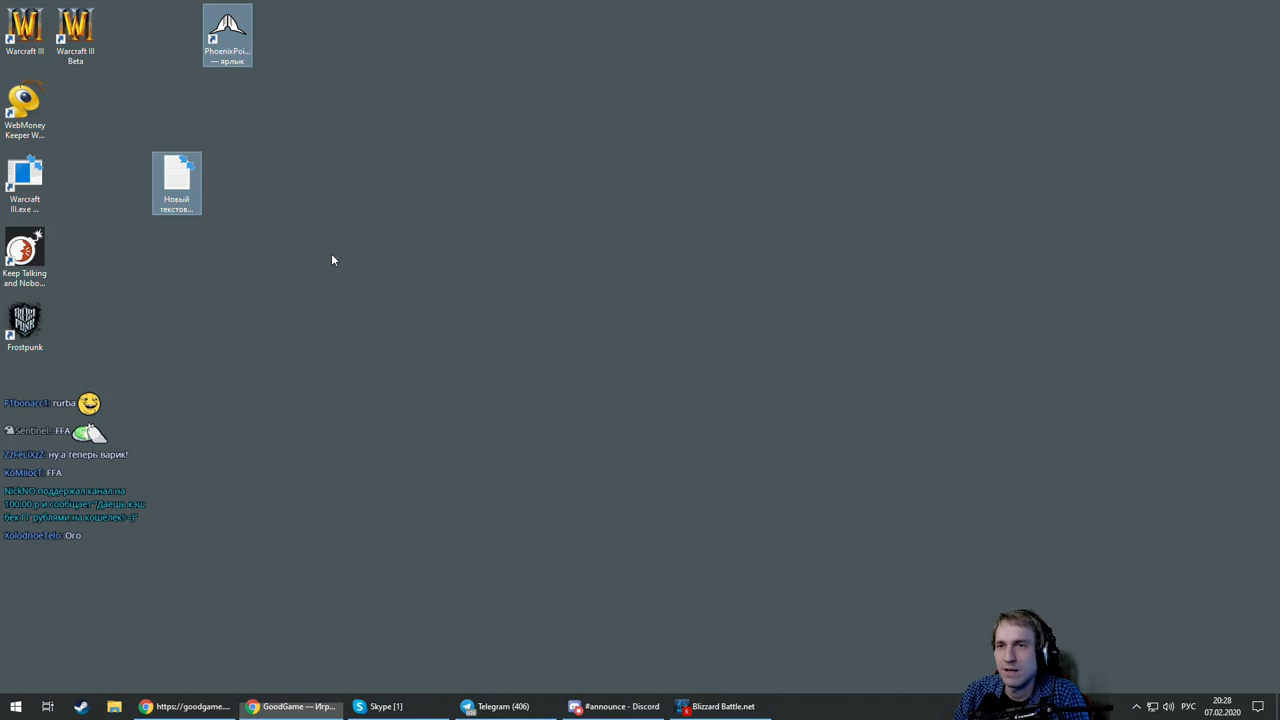 Warcraft III
Warcraft III
Beta
PhoenixPoi...
— ярлык
WebMoney
Keeper W...
Warcraft
III.exe ...
Новый
текстов...
Keep Talking
and Nobo...
Frostpunk
F1bonacc1: rurba
Sentinel: FFA
ZzFeLiXzZ: ну а теперь варик!
KoMIIocT: FFA
NickNO поддержал канал на
100.00 р и сообщает "Даешь кэш
бек ГГ рублями на кошелек! =)"
XolodnoeTelo: Ого
https://goodgame....
GoodGame — Игр...
Skype [1]
Telegram (406)
#announce - Discord
Blizzard Battle.net
РУС
20:28
07.02.2020